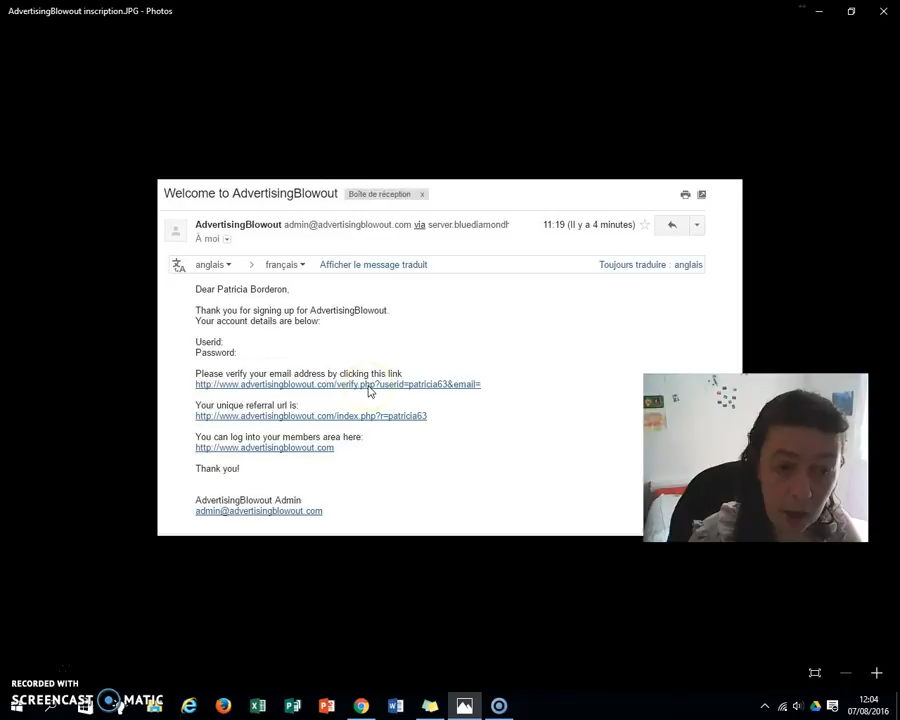 AdvertisingBlowout inscription.JPG - Photos
Welcome to AdvertisingBlowout Boîte de réception x
AdvertisingBlowout admin@advertisingblowout.com via server.bluediamondh 11:19 (Il y a 4 minutes)
À moi
anglais > français Afficher le message traduit Toujours traduire : anglais
Dear Patricia Borderon,
Thank you for signing up for AdvertisingBlowout.
Your account details are below:
Userid:
Password:
Please verify your email address by clicking this link
http://www.advertisingblowout.com/verify.php?userid=patricia63&email=
Your unique referral url is:
http://www.advertisingblowout.com/index.php?r=patricia63
You can log into your members area here:
http://www.advertisingblowout.com
Thank you!
AdvertisingBlowout Admin
admin@advertisingblowout.com
RECORDED WITH
SCREENCAST MATIC
12:04
07/08/2016